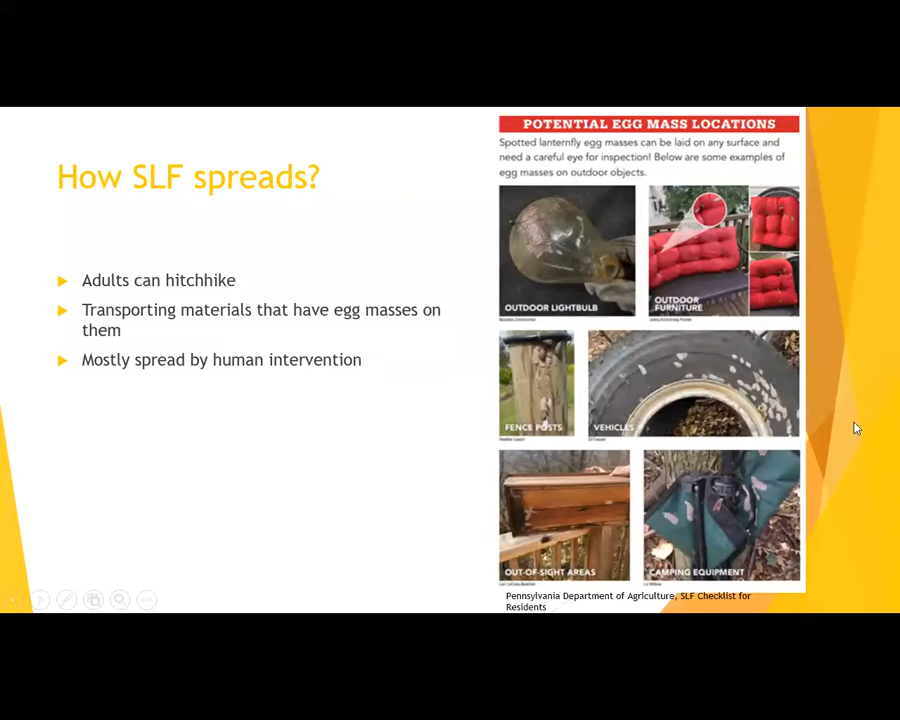 How SLF spreads?
Adults can hitchhike
Transporting materials that have egg masses on
them
Mostly spread by human intervention
POTENTIAL EGG MASS LOCATIONS
Spotted lanternfly egg masses can be laid on any surface and
need a careful eye for inspection! Below are some examples of
egg masses on outdoor objects.
OUTDOOR LIGHTBULB
OUTDOOR
FURNITURE
FENCE POSTS
VEHICLES
OUT-OF-SIGHT AREAS
CAMPING EQUIPMENT
Pennsylvania Department of Agriculture, SLF Checklist for
Residents